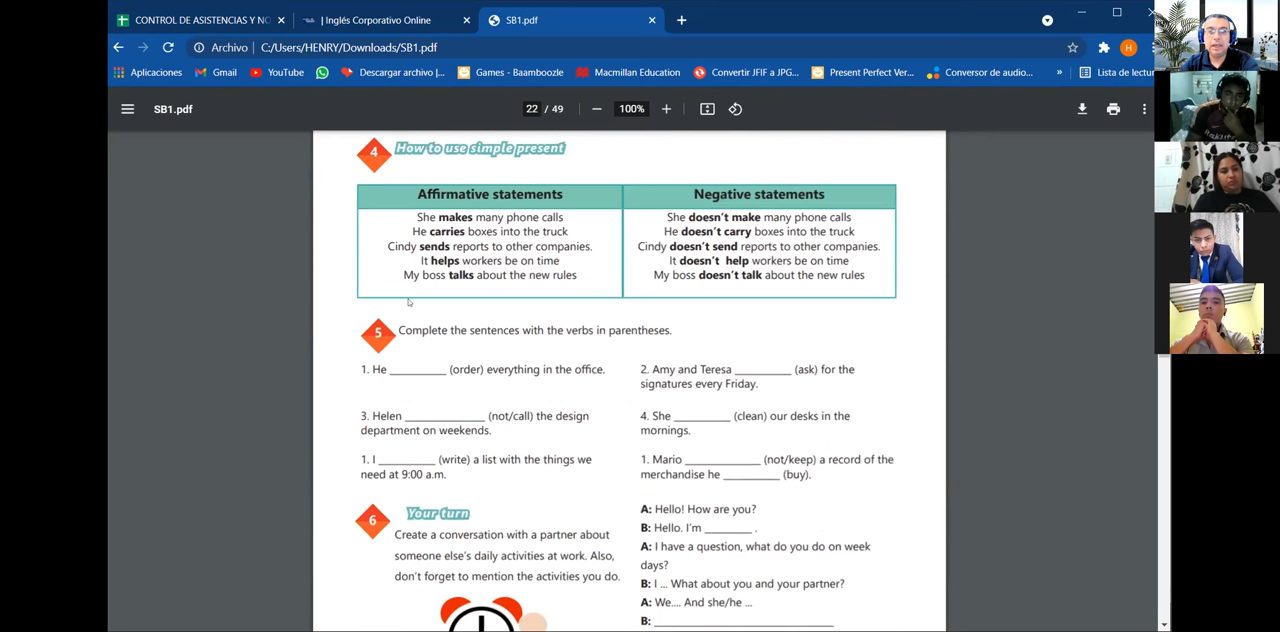 CONTROL DE ASISTENCIAS Y NO
| Inglés Corporativo Online
SB1.pdf
Archivo | C:/Users/HENRY/Downloads/SB1.pdf
H
Aplicaciones
Gmail
YouTube
Descargar archivo |...
Games - Baamboozle
Macmillan Education
Convertir JFIF a JPG...
Present Perfect Ver...
Conversor de audio...
»
Lista de lectur
SB1.pdf
22 / 49
100%
4 How to use simple present
Affirmative statements
She makes many phone calls
He carries boxes into the truck
Cindy sends reports to other companies.
It helps workers be on time
My boss talks about the new rules
Negative statements
She doesn't make many phone calls
He doesn't carry boxes into the truck
Cindy doesn't send reports to other companies.
It doesn't help workers be on time
My boss doesn't talk about the new rules
5 Complete the sentences with the verbs in parentheses.
1. He ________ (order) everything in the office.
2. Amy and Teresa ________ (ask) for the
signatures every Friday.
3. Helen ___________ (not/call) the design
department on weekends.
4. She ________ (clean) our desks in the
mornings.
1. I ________ (write) a list with the things we
need at 9:00 a.m.
1. Mario ___________ (not/keep) a record of the
merchandise he ________ (buy).
6 Your turn
Create a conversation with a partner about
someone else's daily activities at work. Also,
don't forget to mention the activities you do.
A: Hello! How are you?
B: Hello. I'm _______ .
A: I have a question, what do you do on week
days?
B: I ... What about you and your partner?
A: We.... And she/he ...
B: __________________________